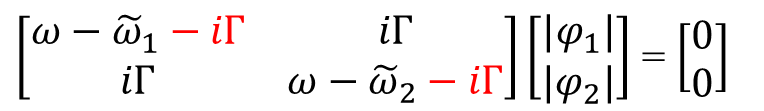 [ω − ω̃₁ − iΓ  iΓ] [|φ₁|] = [0]
[iΓ  ω − ω̃₂ − iΓ] [|φ₂|] = [0]